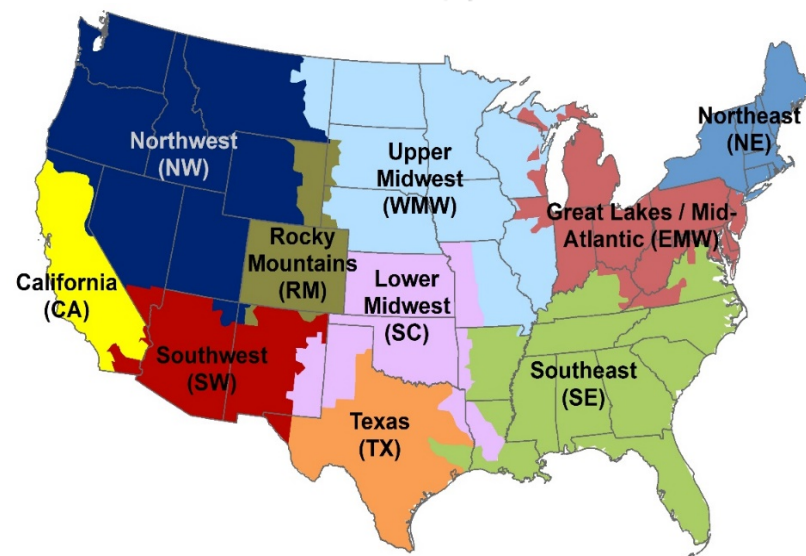 Northwest
(NW)
Upper
Midwest
(WMW)
Northeast
(NE)
Great Lakes / Mid-
Atlantic (EMW)
Rocky
Mountains
(RM)
California
(CA)
Lower
Midwest
(SC)
Southwest
(SW)
Southeast
(SE)
Texas
(TX)